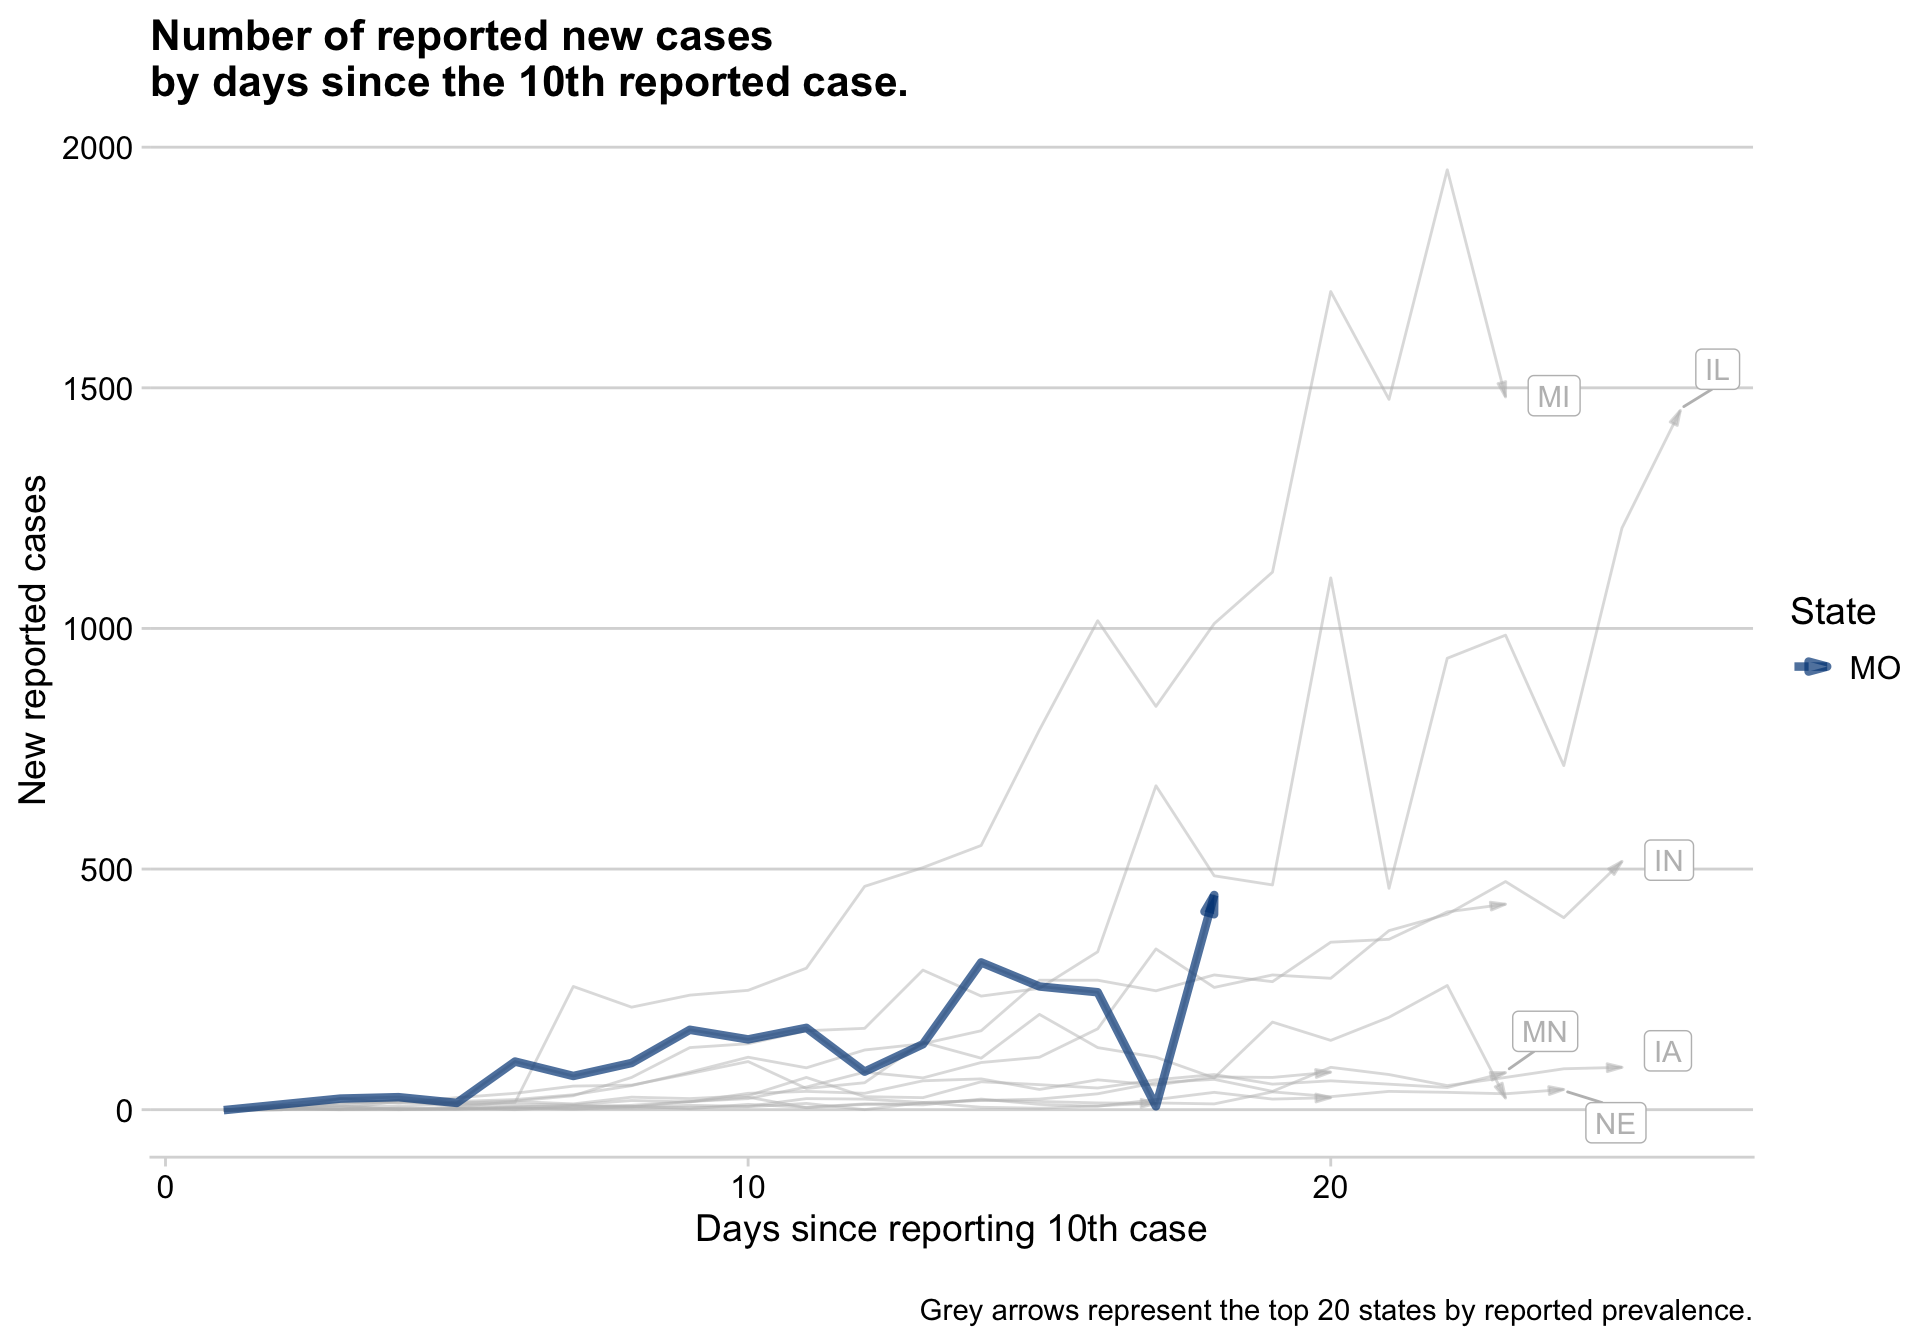 Number of reported new cases
by days since the 10th reported case.
2000
1500
1000
500
0
New reported cases
MI
IL
IN
MN
IA
NE
State
MO
0
10
20
Days since reporting 10th case
Grey arrows represent the top 20 states by reported prevalence.